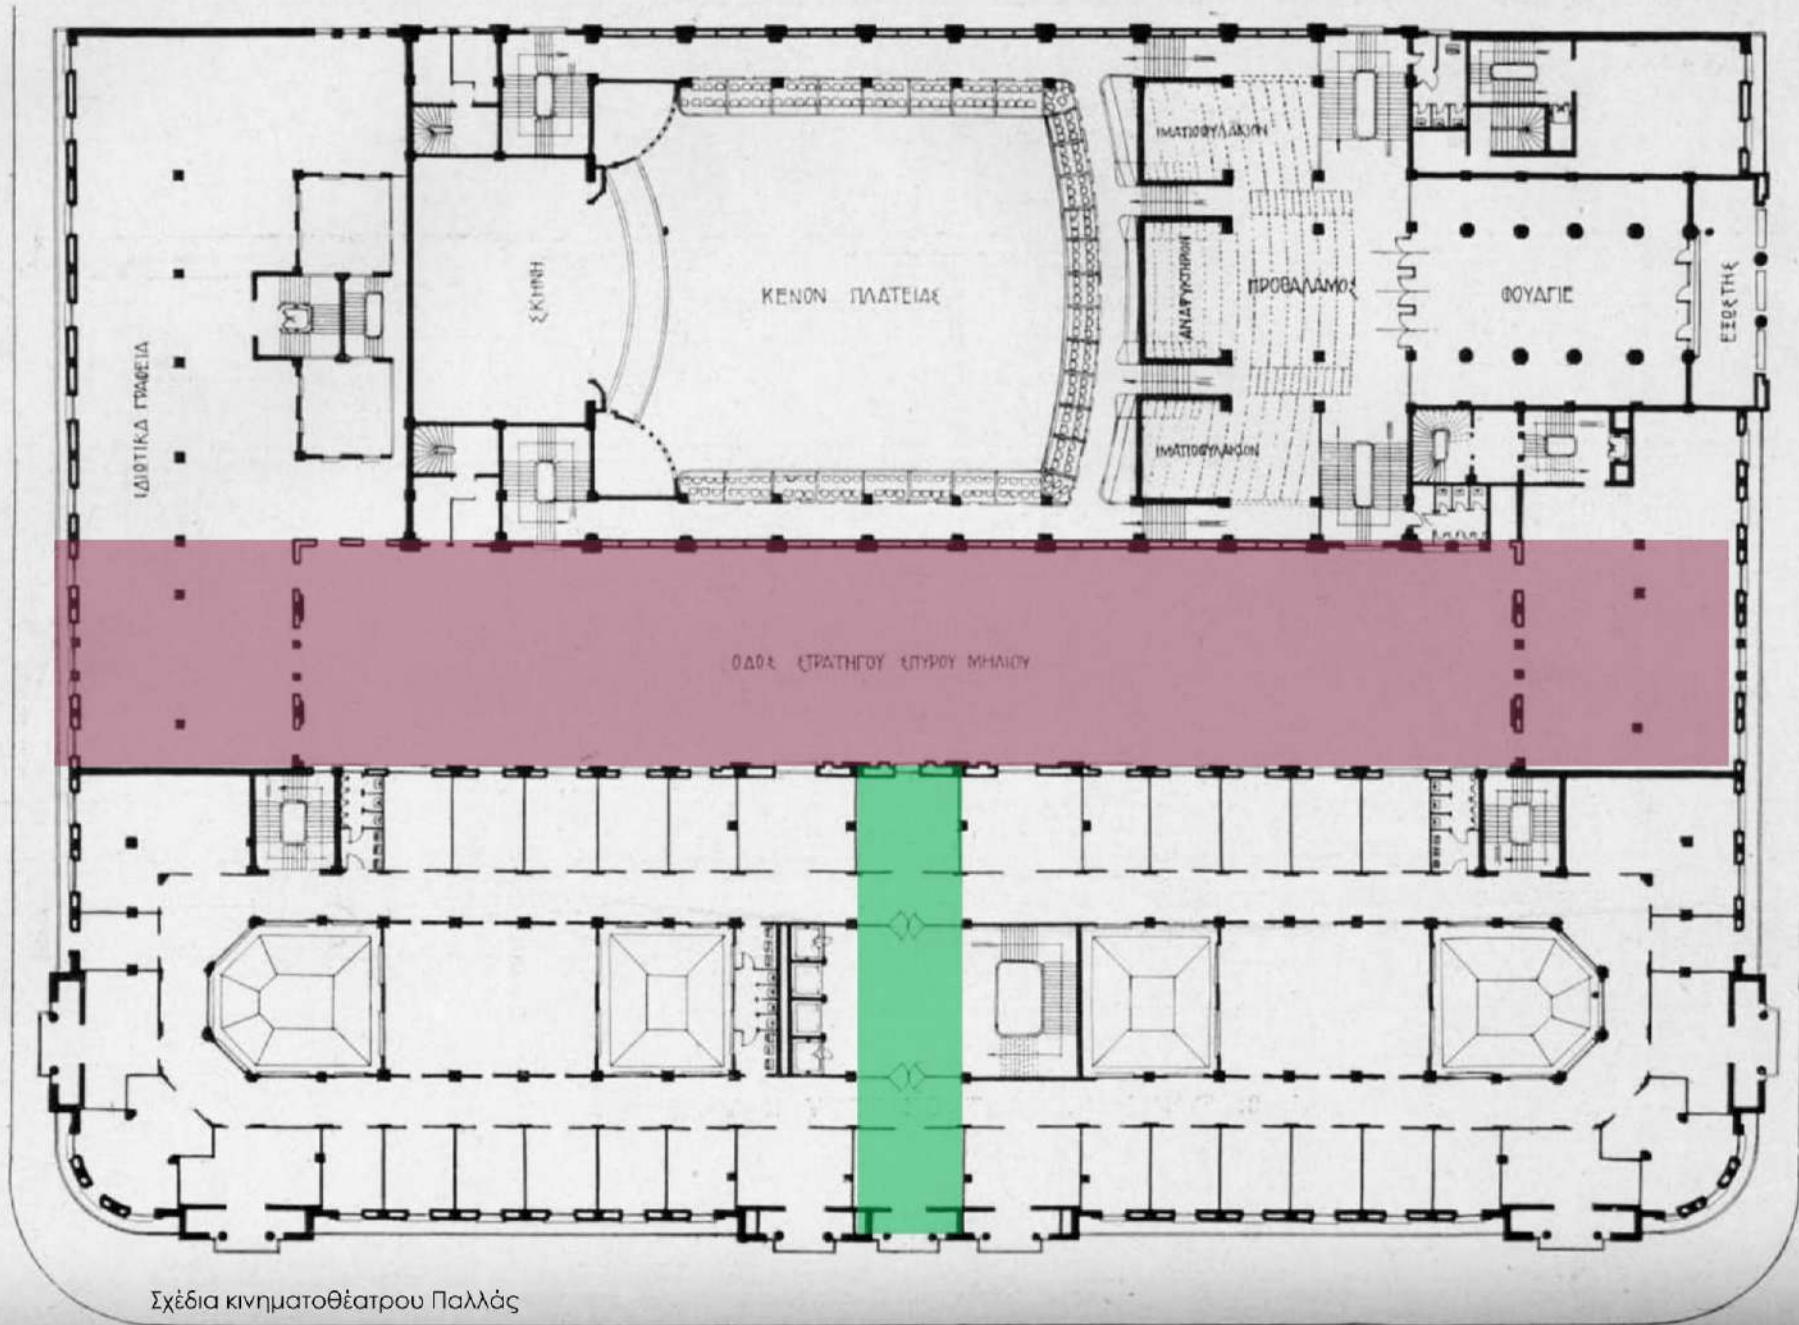 ΙΜΑΤΙΟΦΥΛΑΚΙΟΝ
ΣΚΗΝΗ
ΚΕΝΟΝ ΠΛΑΤΕΙΑΣ
ΑΝΑΨΥΚΤΗΡΙΟΝ
ΠΡΟΘΑΛΑΜΟΣ
ΦΟΥΑΓΙΕ
ΕΞΩΣΤΗΣ
ΙΔΙΩΤΙΚΑ ΓΡΑΦΕΙΑ
ΙΜΑΤΙΟΦΥΛΑΚΙΟΝ
ΟΔΟΣ ΣΤΡΑΤΗΓΟΥ ΣΠΥΡΟΥ ΜΗΛΙΟΥ
Σχέδια κινηματοθέατρου Παλλάς